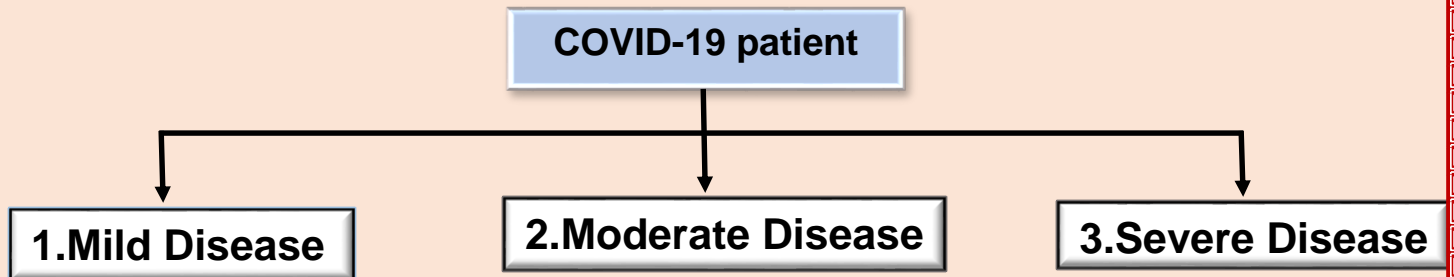 COVID-19 patient
1.Mild Disease
2.Moderate Disease
3.Severe Disease